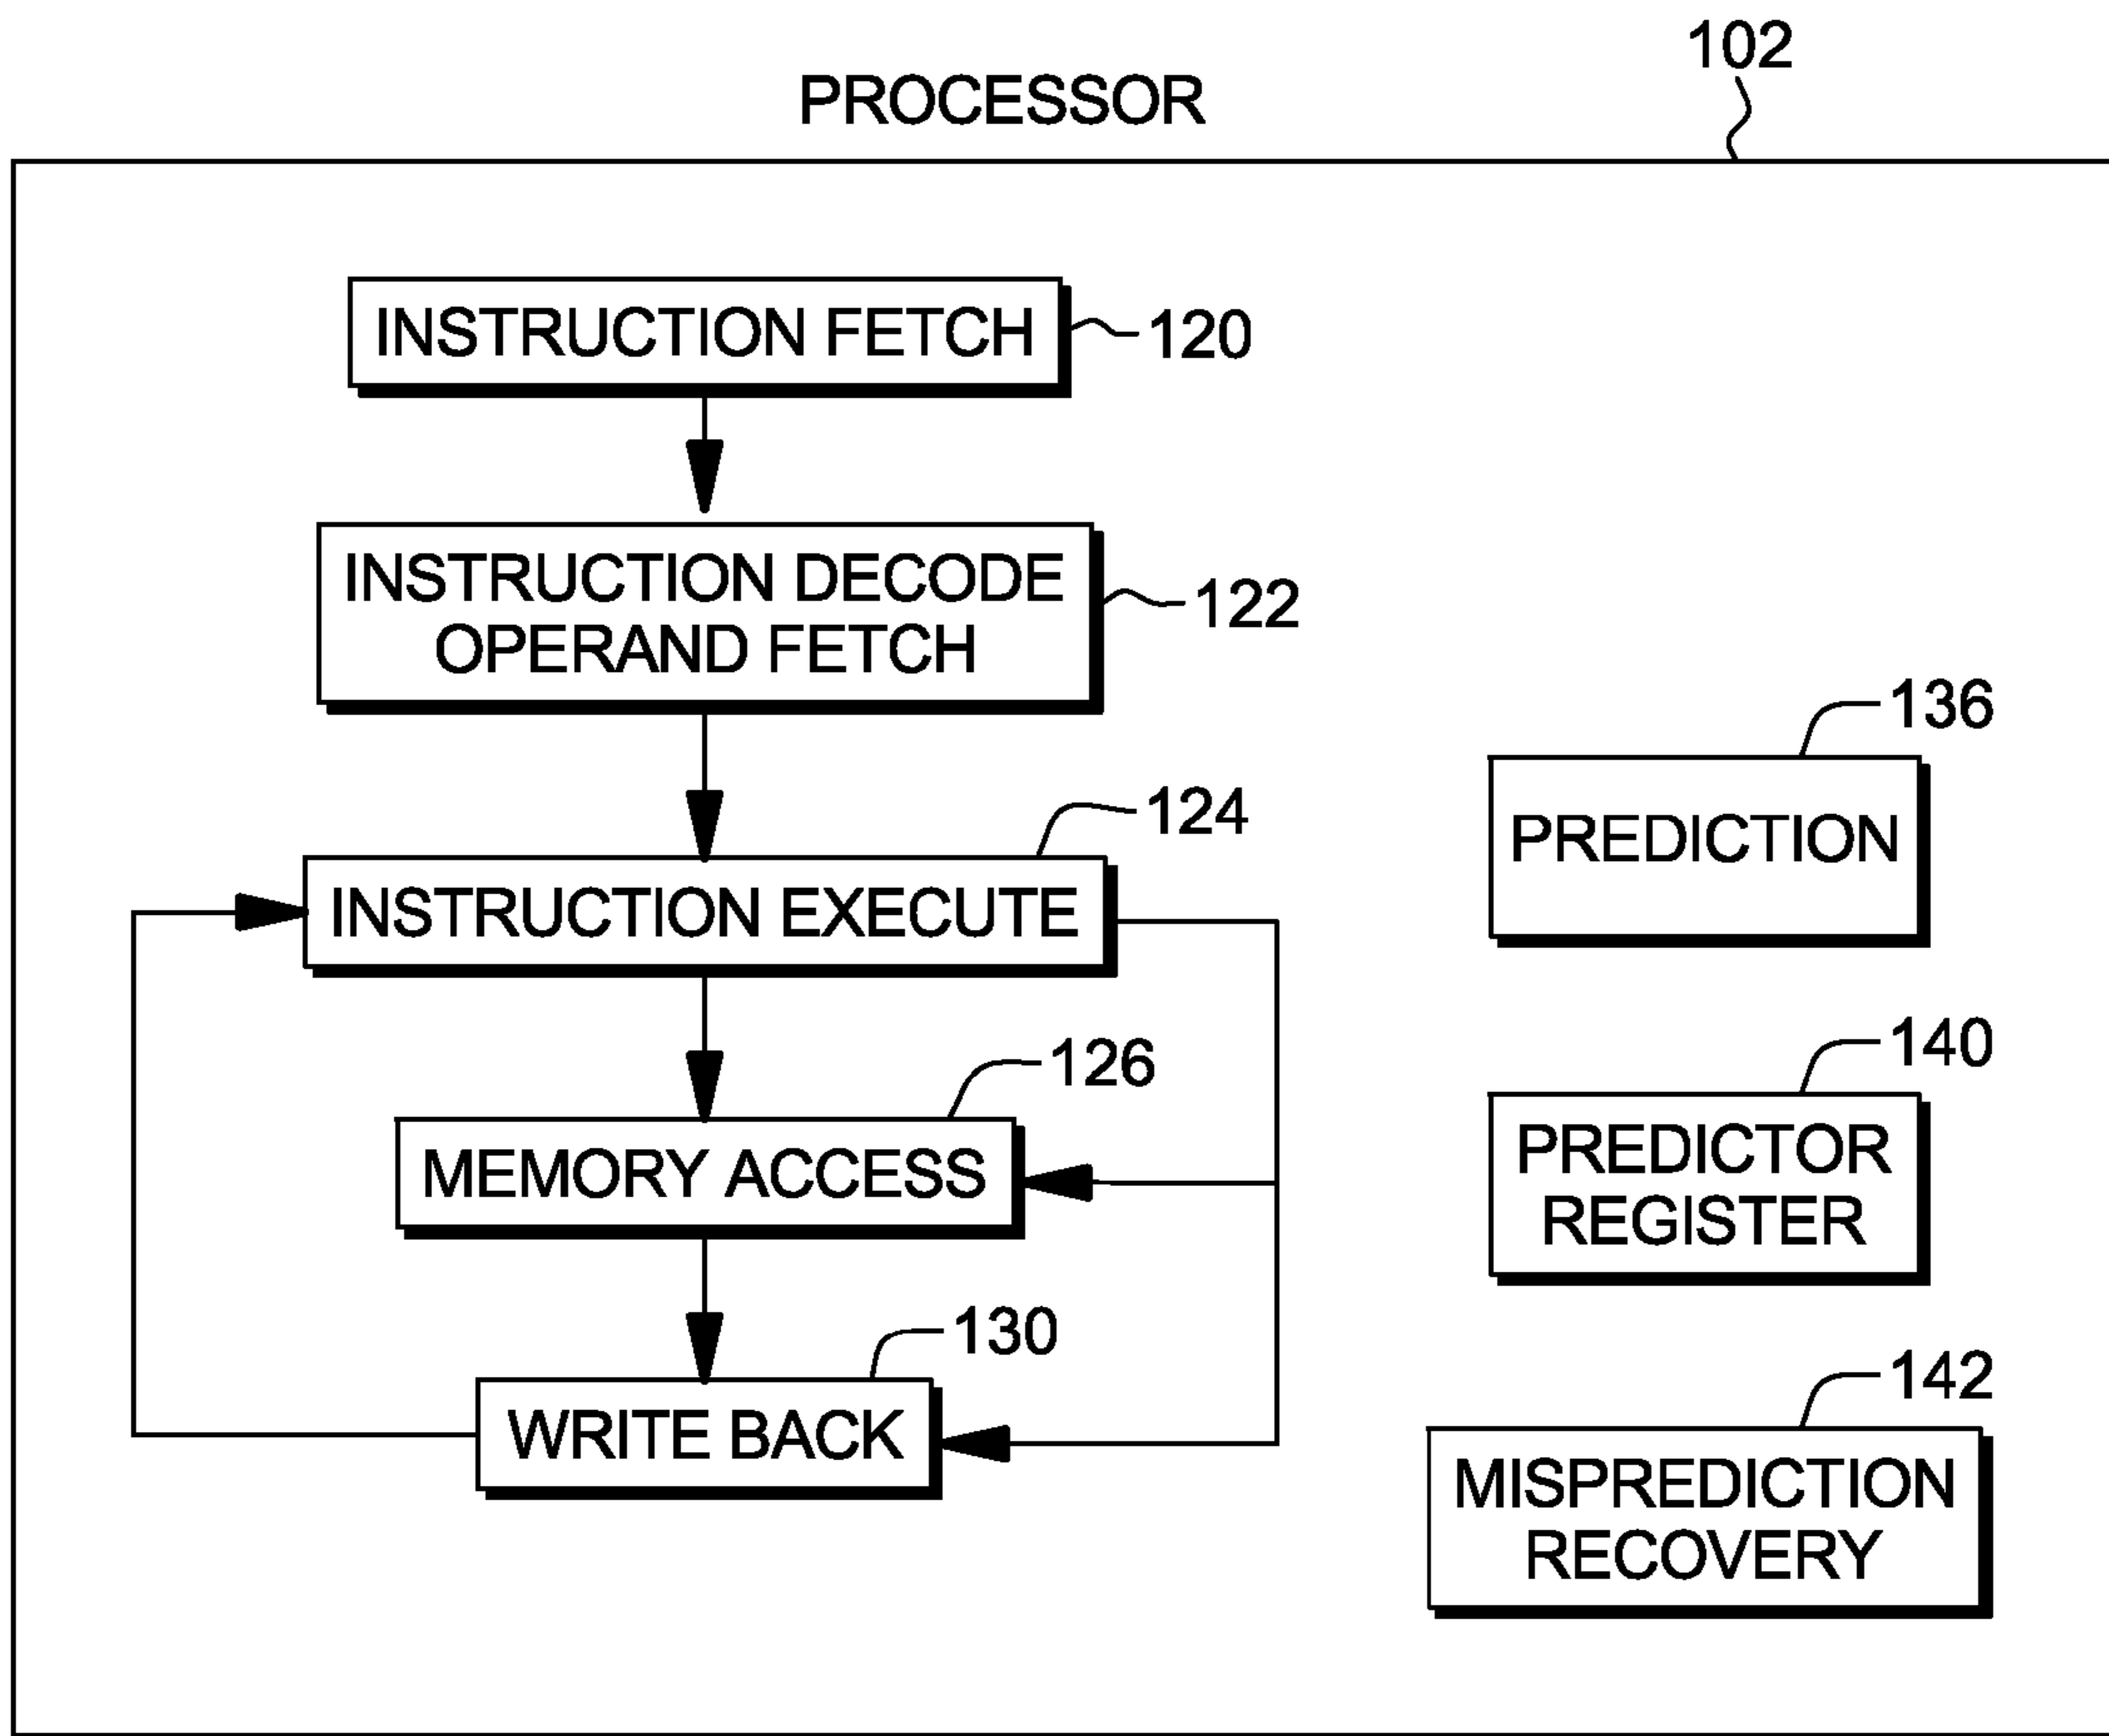 102
PROCESSOR
INSTRUCTION FETCH
120
INSTRUCTION DECODE
OPERAND FETCH
122
136
PREDICTION
124
INSTRUCTION EXECUTE
126
MEMORY ACCESS
140
PREDICTOR
REGISTER
130
WRITE BACK
142
MISPREDICTION
RECOVERY